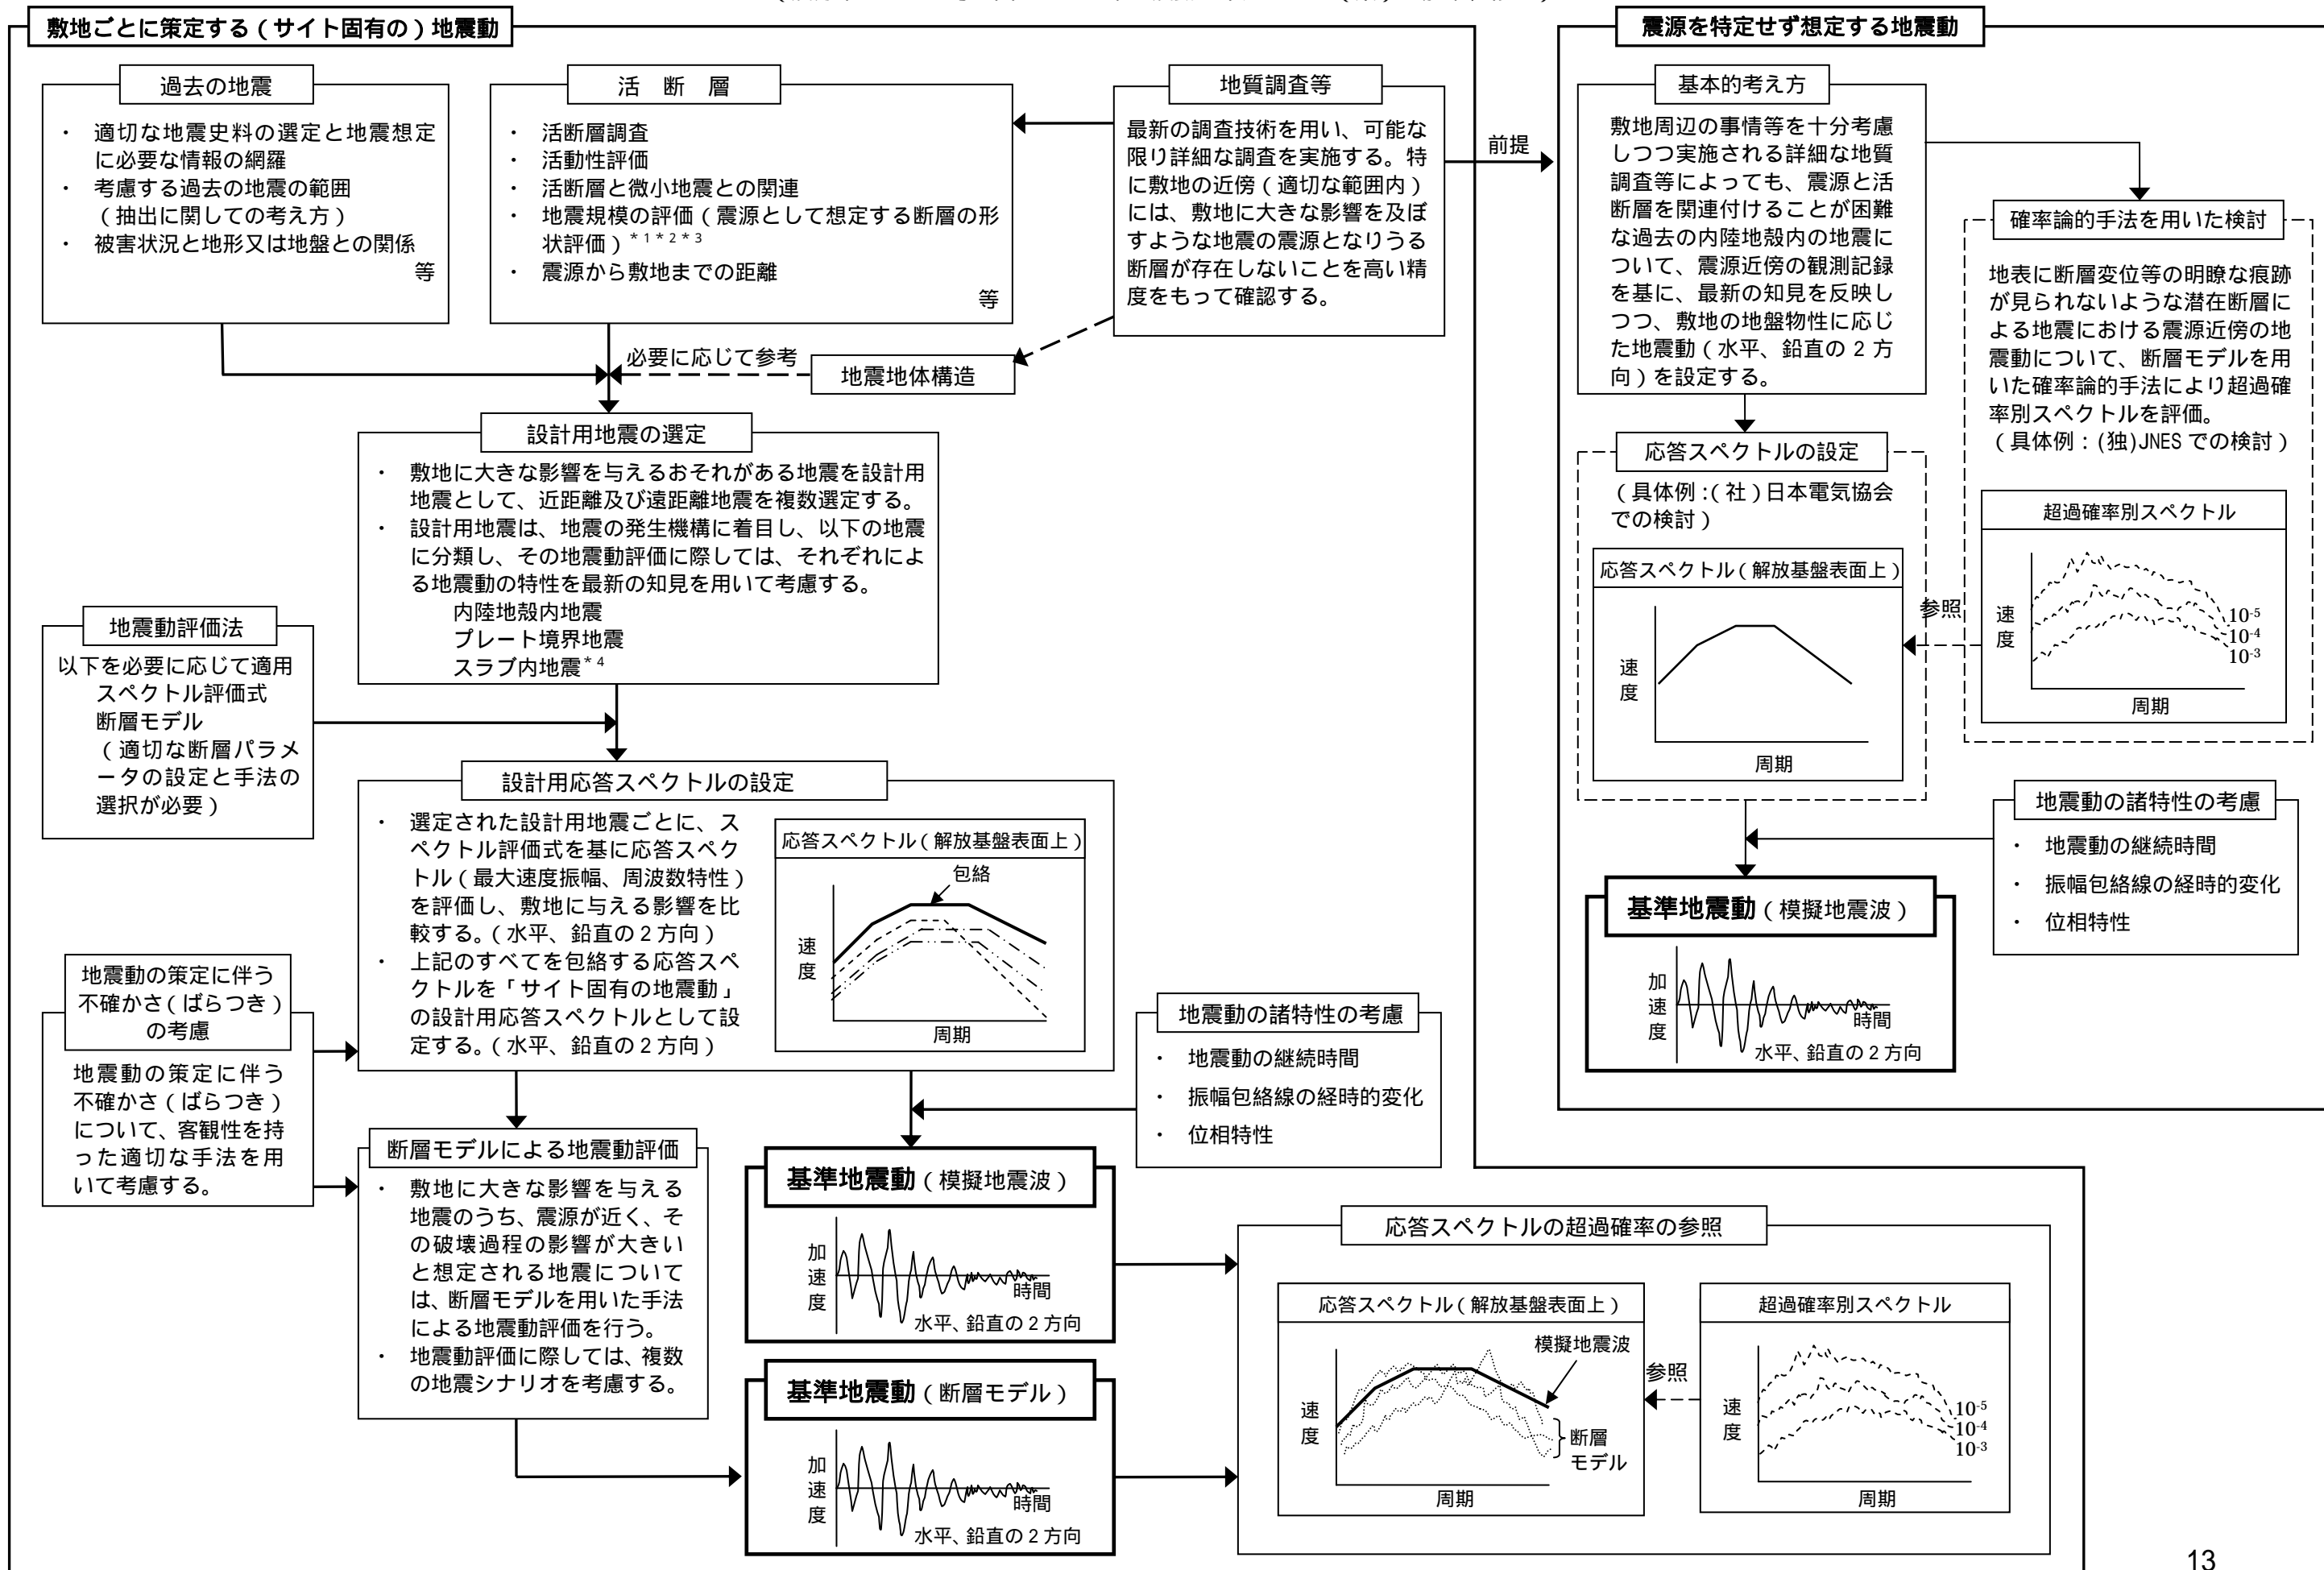 敷地ごとに策定する（サイト固有の）地震動
過去の地震
・ 適切な地震史料の選定と地震想定
に必要な情報の網羅
・ 考慮する過去の地震の範囲
（抽出に関しての考え方）
・ 被害状況と地形又は地盤との関係
等
活 断 層
・ 活断層調査
・ 活動性評価
・ 活断層と微小地震との関連
・ 地震規模の評価（震源として想定する断層の形
状評価）＊１＊２＊３
・ 震源から敷地までの距離
等
地質調査等
最新の調査技術を用い、可能な
限り詳細な調査を実施する。特
に敷地の近傍（適切な範囲内）
には、敷地に大きな影響を及ぼ
すような地震の震源となりうる
断層が存在しないことを高い精
度をもって確認する。
前提
必要に応じて参考
地震地体構造
設計用地震の選定
・ 敷地に大きな影響を与えるおそれがある地震を設計用
地震として、近距離及び遠距離地震を複数選定する。
・ 設計用地震は、地震の発生機構に着目し、以下の地震
に分類し、その地震動評価に際しては、それぞれによ
る地震動の特性を最新の知見を用いて考慮する。
内陸地殻内地震
プレート境界地震
スラブ内地震＊４
地震動評価法
以下を必要に応じて適用
スペクトル評価式
断層モデル
（適切な断層パラメ
ータの設定と手法の
選択が必要）
設計用応答スペクトルの設定
・ 選定された設計用地震ごとに、ス
ペクトル評価式を基に応答スペク
トル（最大速度振幅、周波数特性）
を評価し、敷地に与える影響を比
較する。（水平、鉛直の２方向）
・ 上記のすべてを包絡する応答スペ
クトルを「サイト固有の地震動」
の設計用応答スペクトルとして設
定する。（水平、鉛直の２方向）
応答スペクトル（解放基盤表面上）
包絡
速度
周期
地震動の策定に伴う
不確かさ（ばらつき）
の考慮
地震動の策定に伴う
不確かさ（ばらつき）
について、客観性を持
った適切な手法を用
いて考慮する。
地震動の諸特性の考慮
・ 地震動の継続時間
・ 振幅包絡線の経時的変化
・ 位相特性
断層モデルによる地震動評価
・ 敷地に大きな影響を与える
地震のうち、震源が近く、そ
の破壊過程の影響が大きい
と想定される地震について
は、断層モデルを用いた手法
による地震動評価を行う。
・ 地震動評価に際しては、複数
の地震シナリオを考慮する。
基準地震動（模擬地震波）
加速度
時間
水平、鉛直の２方向
基準地震動（断層モデル）
加速度
時間
水平、鉛直の２方向
応答スペクトルの超過確率の参照
応答スペクトル（解放基盤表面上）
模擬地震波
断層
モデル
速度
周期
参照
超過確率別スペクトル
速度
10-5
10-4
10-3
周期
震源を特定せず想定する地震動
基本的考え方
敷地周辺の事情等を十分考慮
しつつ実施される詳細な地質
調査等によっても、震源と活
断層を関連付けることが困難
な過去の内陸地殻内の地震に
ついて、震源近傍の観測記録
を基に、最新の知見を反映し
つつ、敷地の地盤物性に応じ
た地震動（水平、鉛直の２方
向）を設定する。
確率論的手法を用いた検討
地表に断層変位等の明瞭な痕跡
が見られないような潜在断層に
よる地震における震源近傍の地
震動について、断層モデルを用
いた確率論的手法により超過確
率別スペクトルを評価。
（具体例：(独)JNES での検討）
超過確率別スペクトル
速度
10-5
10-4
10-3
周期
参照
応答スペクトルの設定
（具体例：（社）日本電気協会
での検討）
応答スペクトル（解放基盤表面上）
速度
周期
地震動の諸特性の考慮
・ 地震動の継続時間
・ 振幅包絡線の経時的変化
・ 位相特性
基準地震動（模擬地震波）
加速度
時間
水平、鉛直の２方向
13